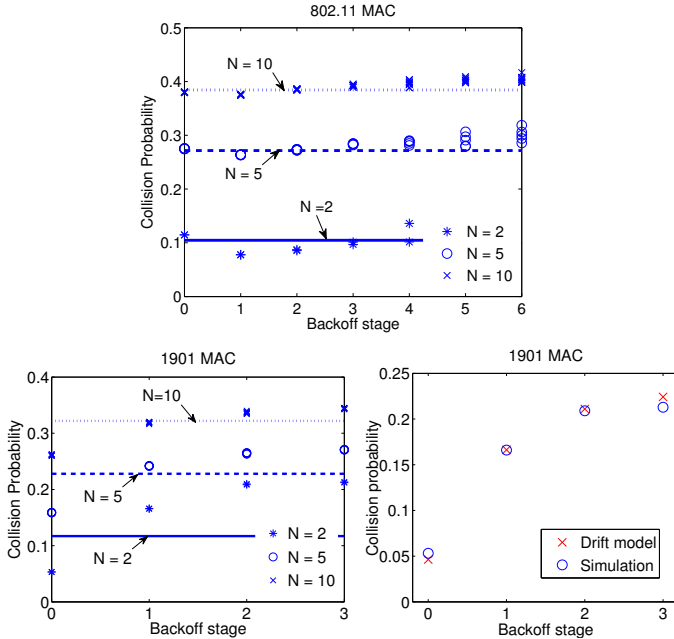 802.11 MAC
Collision Probability
0.5
0.4
0.3
0.2
0.1
0
N = 10
N = 5
N =2
N = 2
N = 5
N = 10
0 1 2 3 4 5 6
Backoff stage
1901 MAC
Collision Probability
0.4
0.3
0.2
0.1
0
N=10
N = 5
N = 2
N = 2
N = 5
N = 10
0 1 2 3
Backoff stage
1901 MAC
Collision probability
0.25
0.2
0.15
0.1
0.05
0
Drift model
Simulation
0 1 2 3
Backoff stage